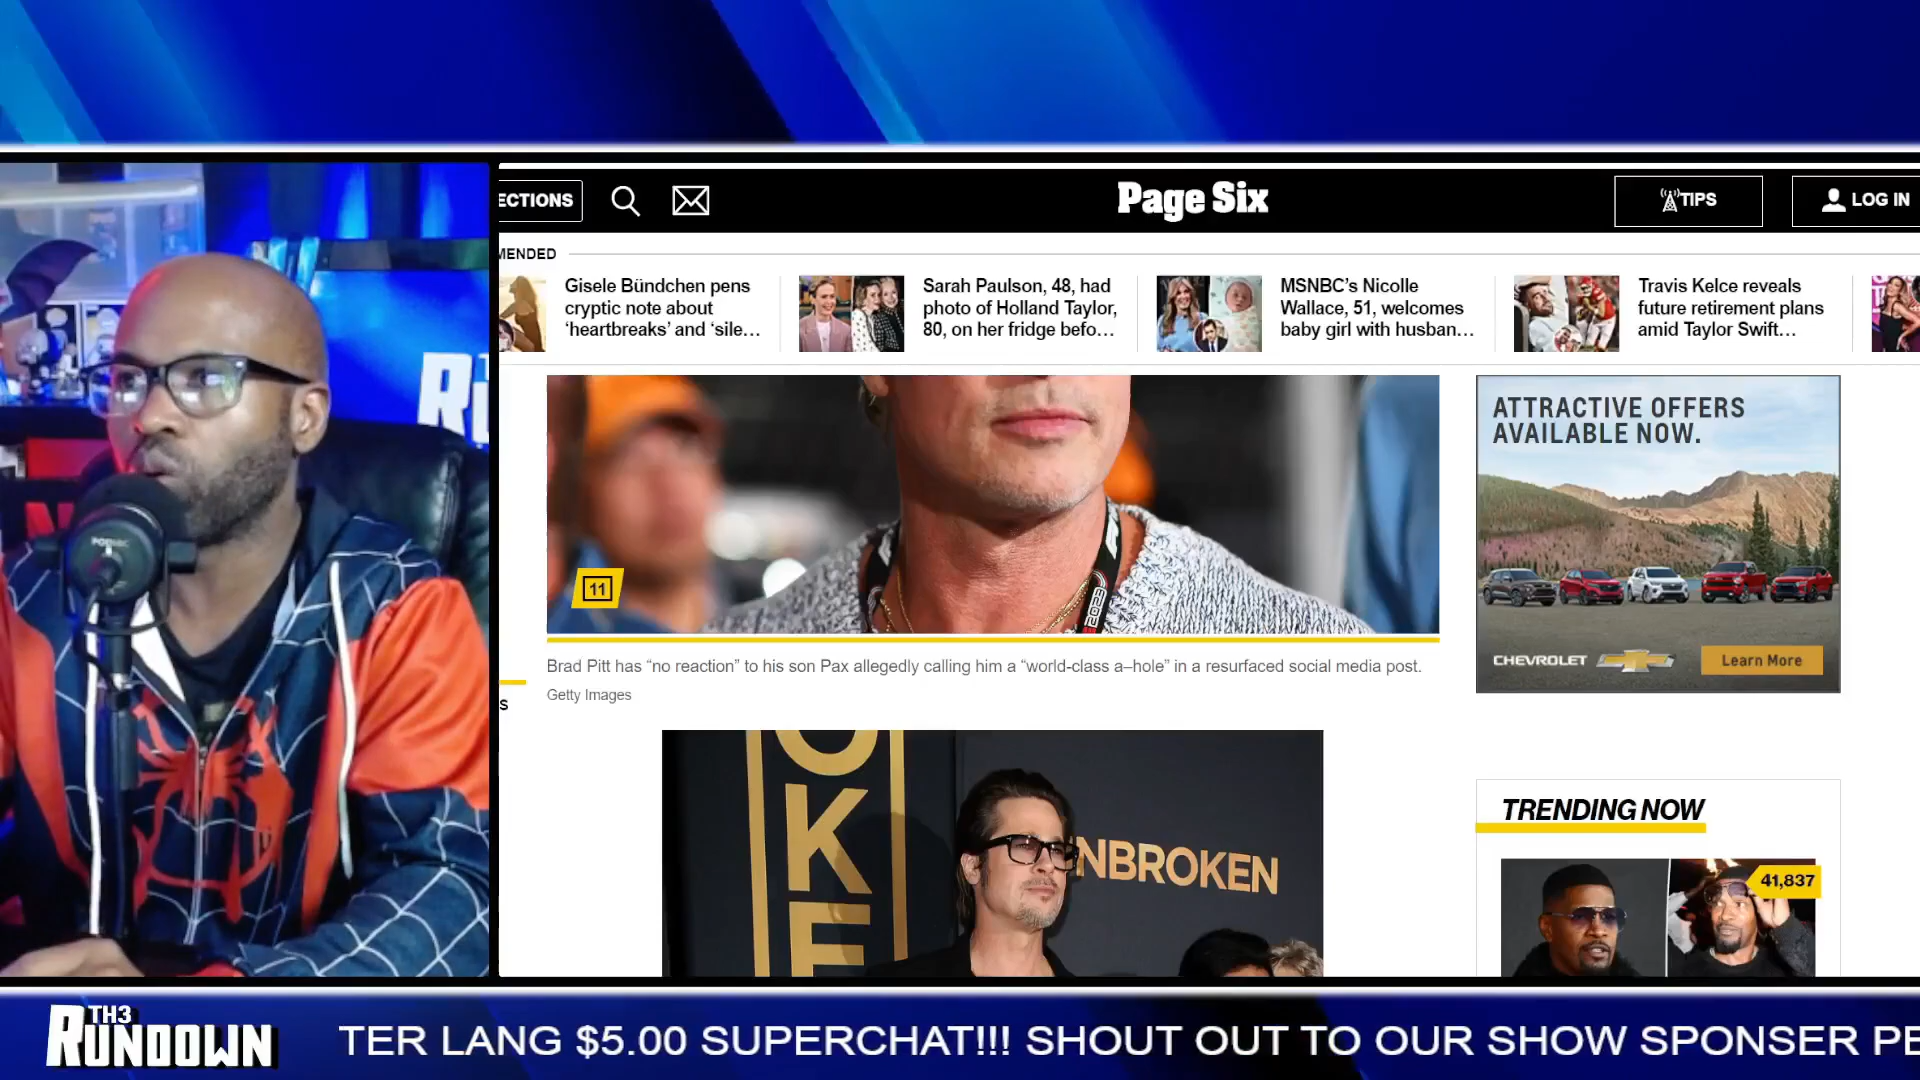 ECTIONS
Page Six
TIPS
LOG IN
MENDED
Gisele Bündchen pens
cryptic note about
‘heartbreaks’ and ‘sile...
Sarah Paulson, 48, had
photo of Holland Taylor,
80, on her fridge befo...
MSNBC’s Nicolle
Wallace, 51, welcomes
baby girl with husban...
Travis Kelce reveals
future retirement plans
amid Taylor Swift...
11
2023
Brad Pitt has “no reaction” to his son Pax allegedly calling him a “world-class a–hole” in a resurfaced social media post.
Getty Images
S
ATTRACTIVE OFFERS
AVAILABLE NOW.
CHEVROLET
Learn More
OKE
NBROKEN
TRENDING NOW
41,837
RU
TH3
RUNDOWN
TER LANG $5.00 SUPERCHAT!!! SHOUT OUT TO OUR SHOW SPONSER PE